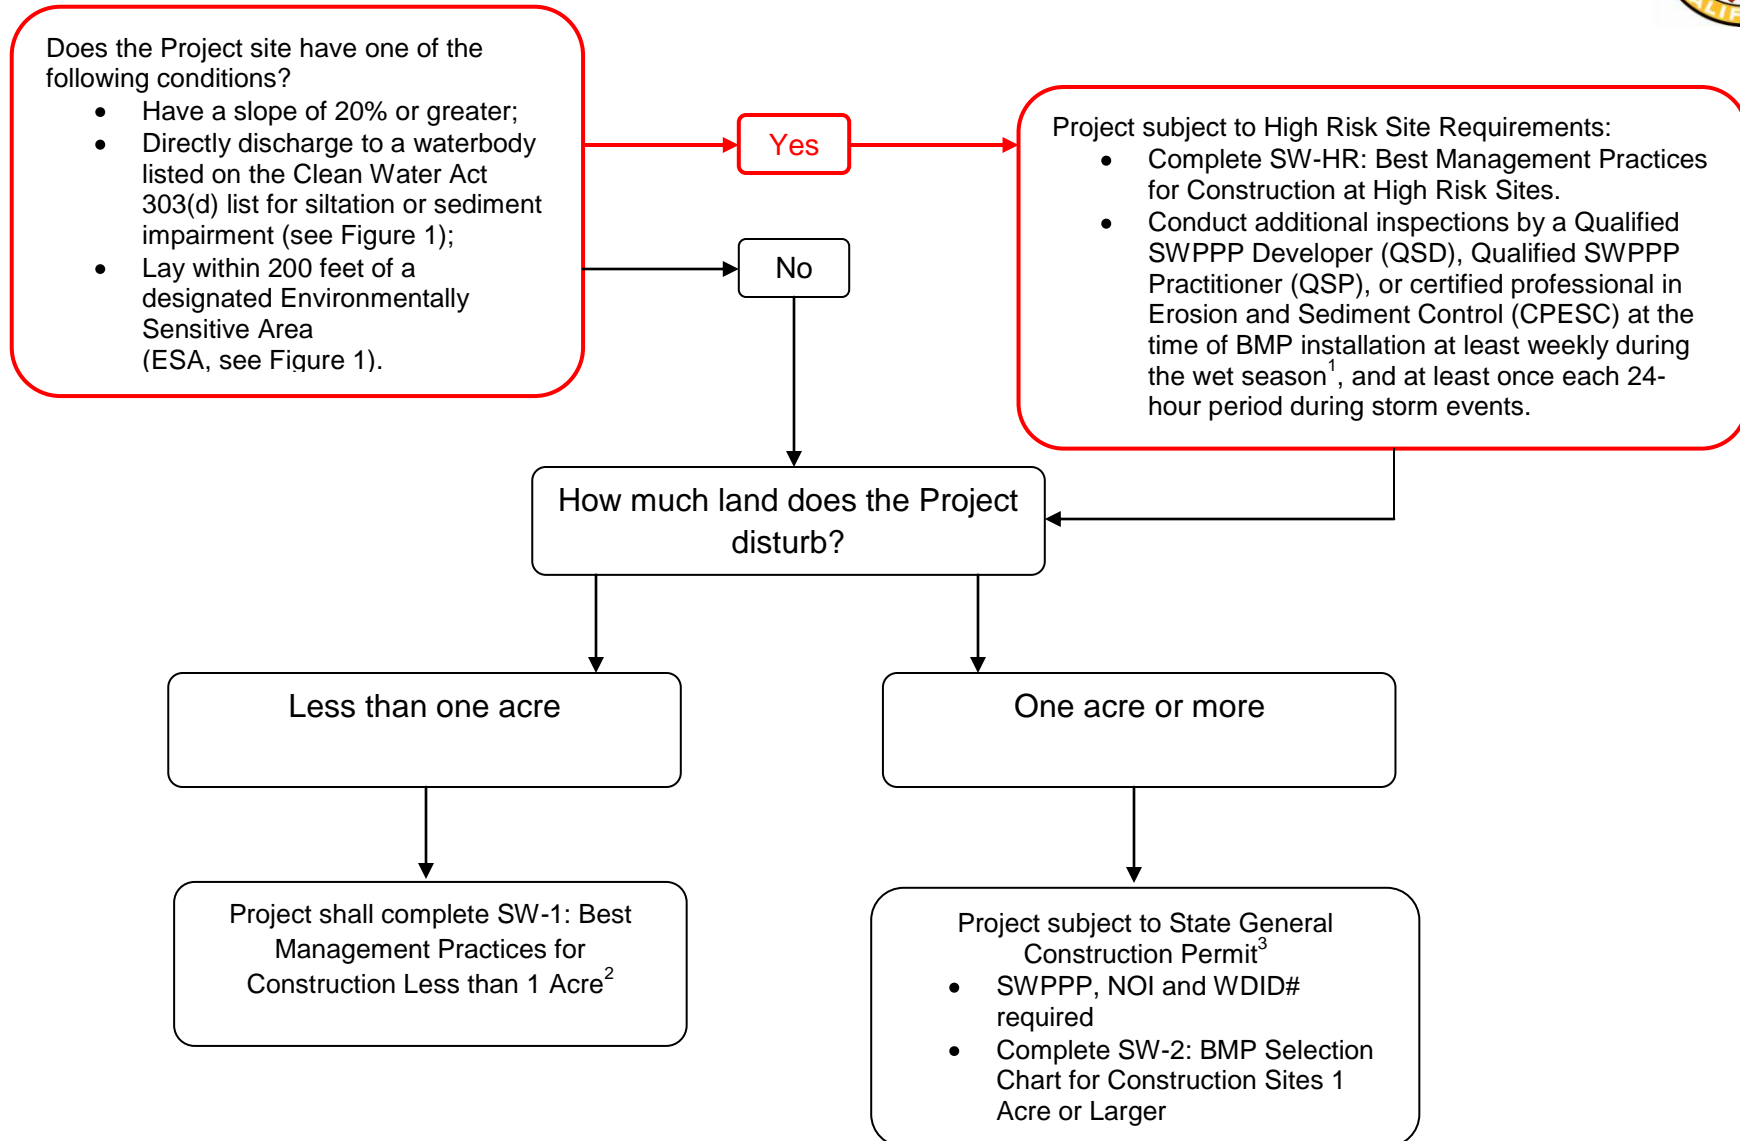 Does the Project site have one of the
following conditions?
• Have a slope of 20% or greater;
• Directly discharge to a waterbody
listed on the Clean Water Act
303(d) list for siltation or sediment
impairment (see Figure 1);
• Lay within 200 feet of a
designated Environmentally
Sensitive Area
(ESA, see Figure 1).
Yes
No
Project subject to High Risk Site Requirements:
• Complete SW-HR: Best Management Practices
for Construction at High Risk Sites.
• Conduct additional inspections by a Qualified
SWPPP Developer (QSD), Qualified SWPPP
Practitioner (QSP), or certified professional in
Erosion and Sediment Control (CPESC) at the
time of BMP installation at least weekly during
the wet season1, and at least once each 24-
hour period during storm events.
How much land does the Project
disturb?
Less than one acre
One acre or more
Project shall complete SW-1: Best
Management Practices for
Construction Less than 1 Acre2
Project subject to State General
Construction Permit3
• SWPPP, NOI and WDID#
required
• Complete SW-2: BMP Selection
Chart for Construction Sites 1
Acre or Larger